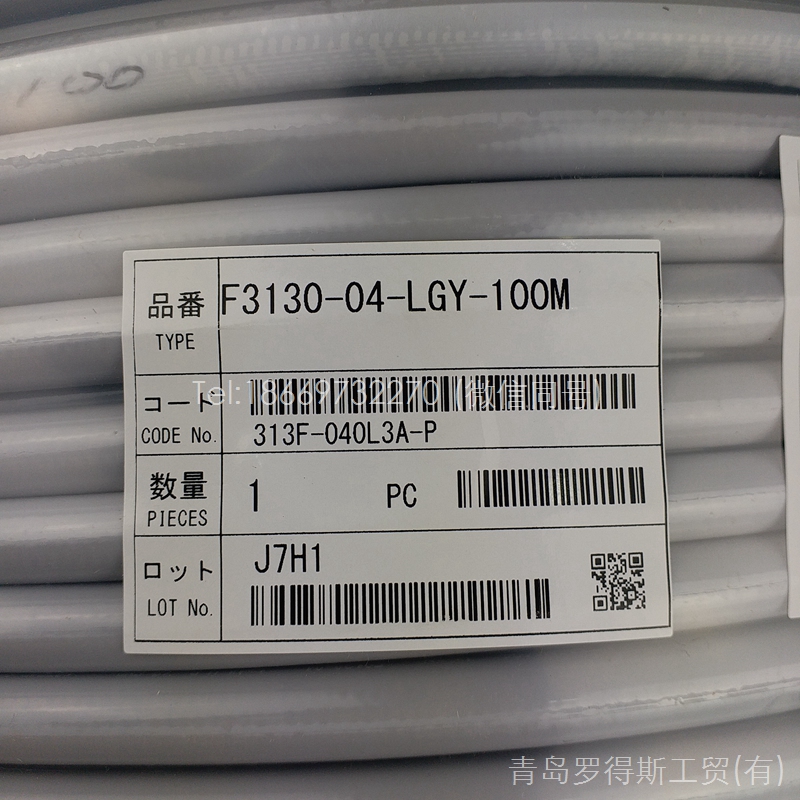 100
品番 F3130-04-LGY-100M
TYPE
コード
Tel:18669732270 (微信同号)
CODE No. 313F-040L3A-P
数量 1 PC
PIECES
ロット J7H1
LOT No.
青岛罗得斯工贸(有)